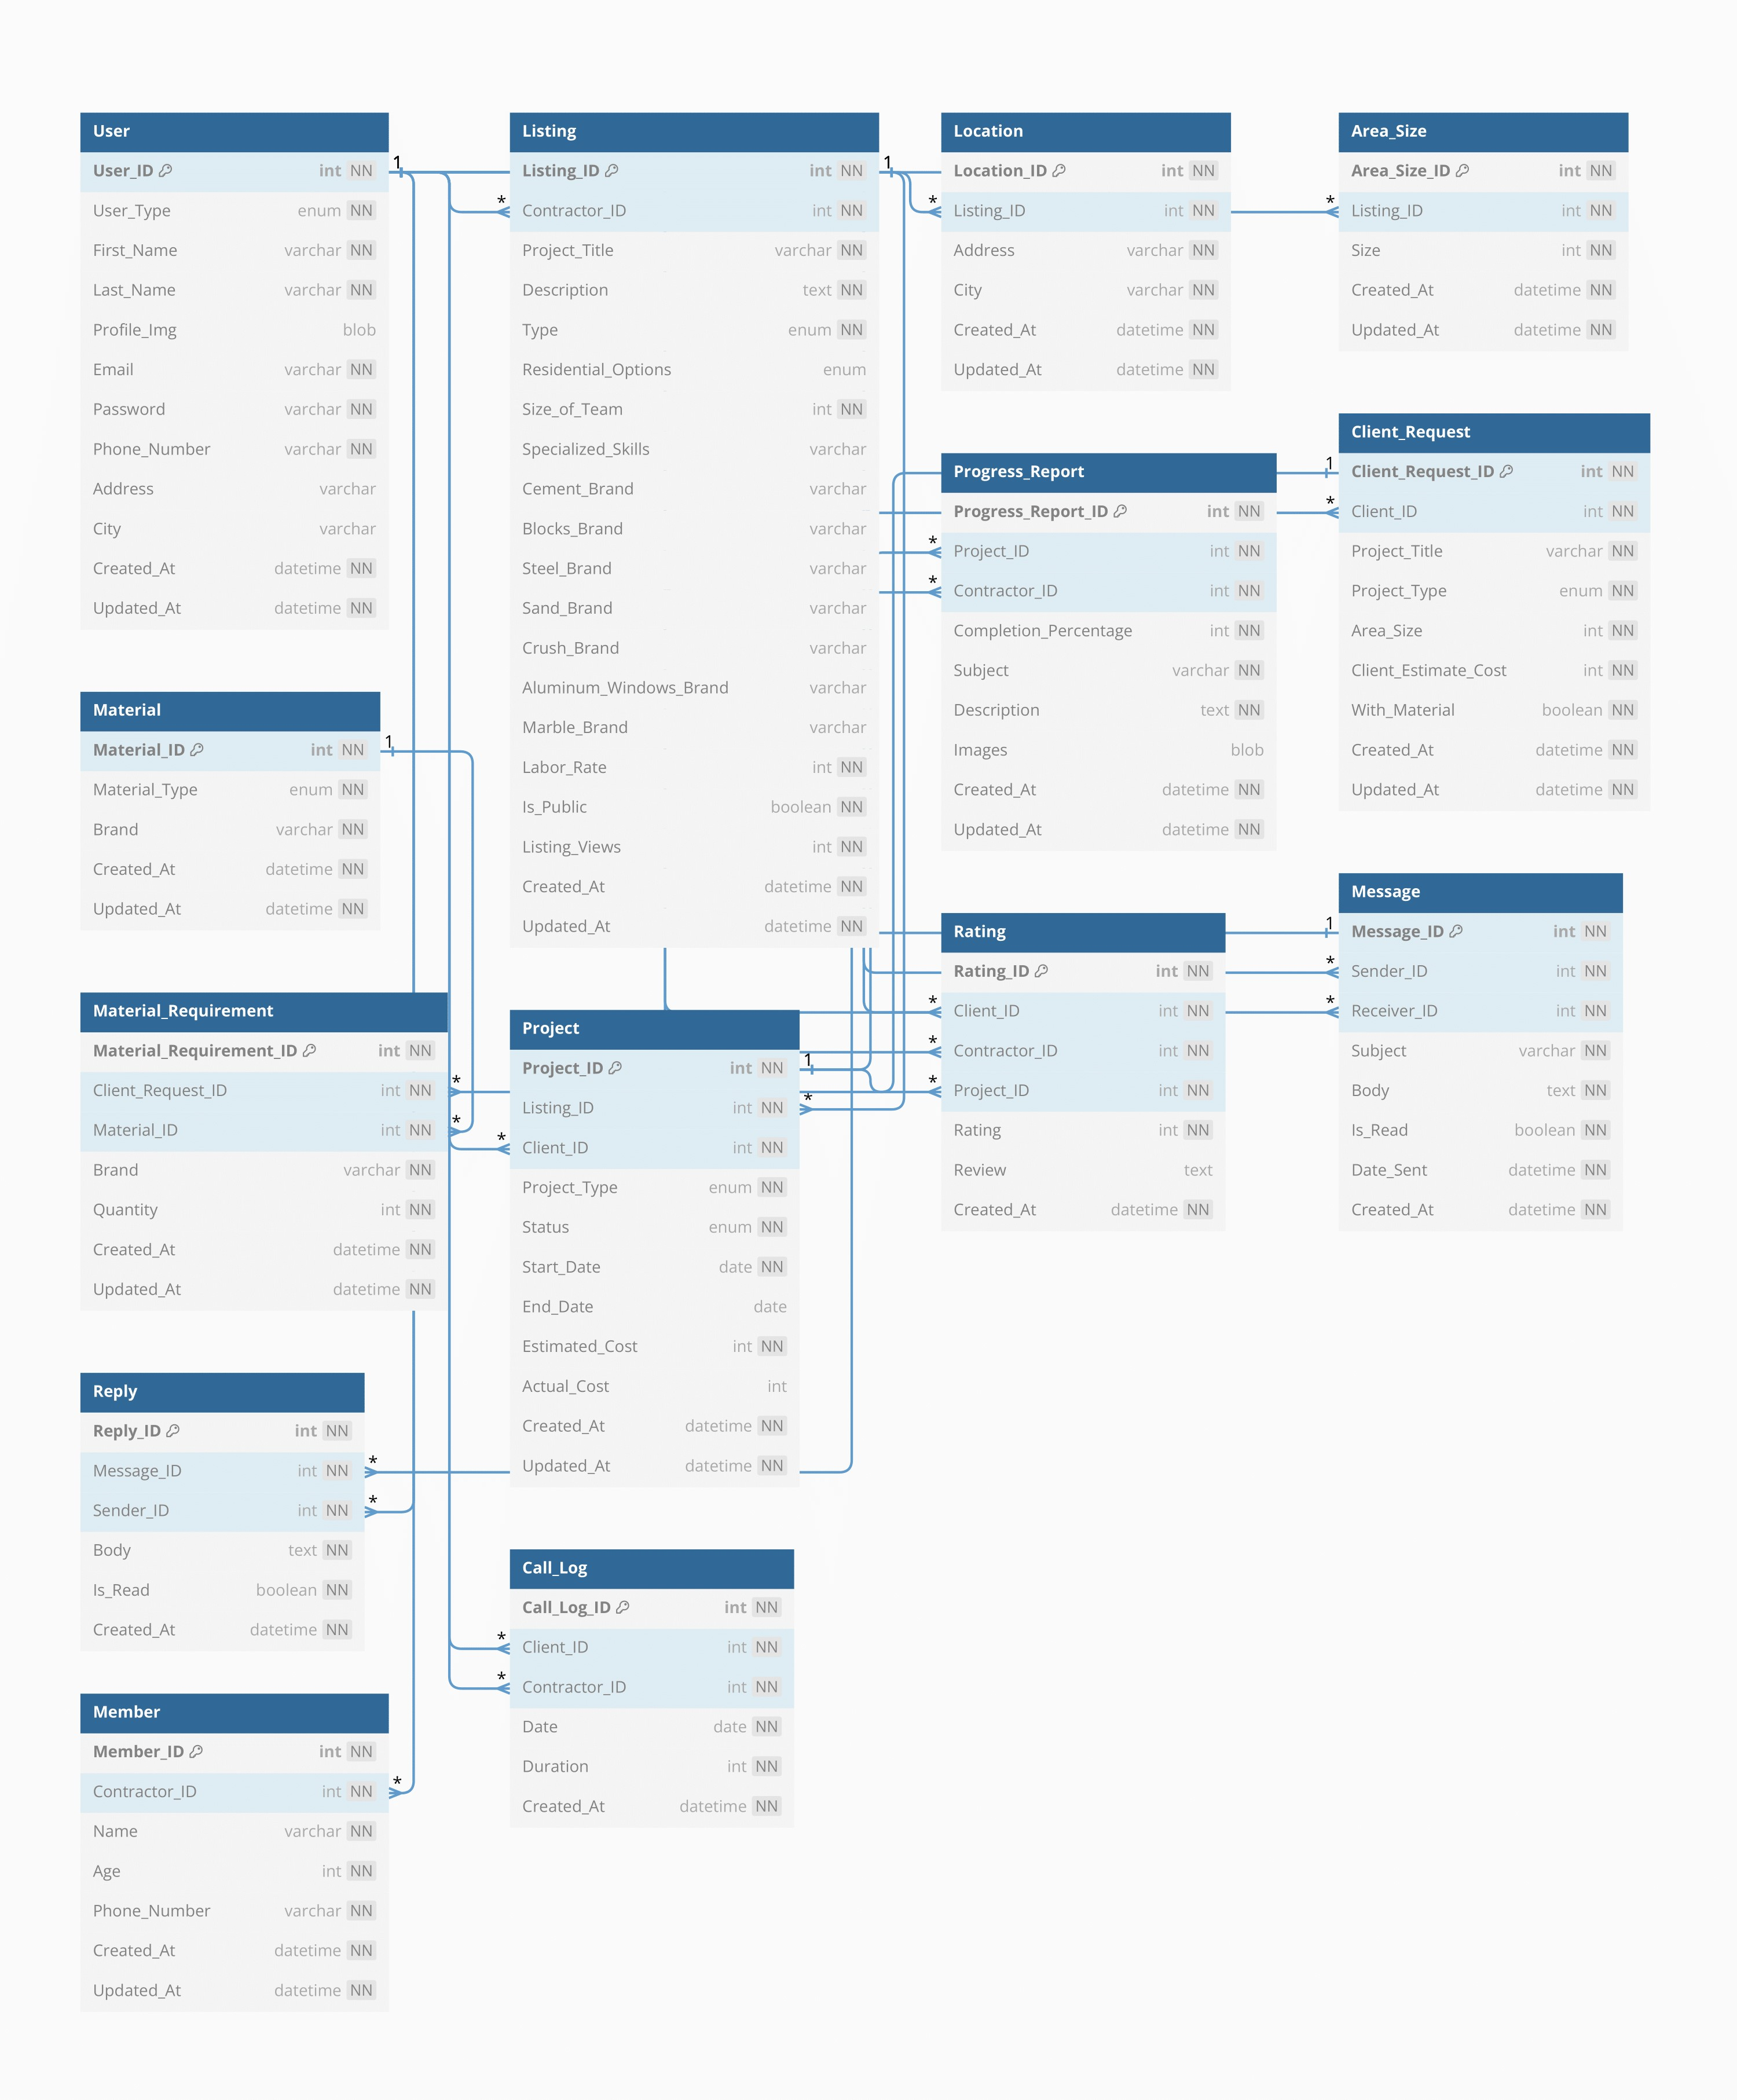 User
User_ID int NN
User_Type enum NN
First_Name varchar NN
Last_Name varchar NN
Profile_Img blob
Email varchar NN
Password varchar NN
Phone_Number varchar NN
Address varchar
City varchar
Created_At datetime NN
Updated_At datetime NN
1
Material
Material_ID int NN
Material_Type enum NN
Brand varchar NN
Created_At datetime NN
Updated_At datetime NN
1
Material_Requirement
Material_Requirement_ID int NN
Client_Request_ID int NN *
Material_ID int NN *
Brand varchar NN
Quantity int NN
Created_At datetime NN
Updated_At datetime NN
Reply
Reply_ID int NN
Message_ID int NN *
Sender_ID int NN *
Body text NN
Is_Read boolean NN
Created_At datetime NN
Member
Member_ID int NN
Contractor_ID int NN *
Name varchar NN
Age int NN
Phone_Number varchar NN
Created_At datetime NN
Updated_At datetime NN
Listing
Listing_ID int NN 1
* Contractor_ID int NN
Project_Title varchar NN
Description text NN
Type enum NN
Residential_Options enum
Size_of_Team int NN
Specialized_Skills varchar
Cement_Brand varchar
Blocks_Brand varchar
Steel_Brand varchar
Sand_Brand varchar
Crush_Brand varchar
Aluminum_Windows_Brand varchar
Marble_Brand varchar
Labor_Rate int NN
Is_Public boolean NN
Listing_Views int NN
Created_At datetime NN
Updated_At datetime NN
Project
Project_ID int NN 1
Listing_ID int NN *
* Client_ID int NN
Project_Type enum NN
Status enum NN
Start_Date date NN
End_Date date
Estimated_Cost int NN
Actual_Cost int
Created_At datetime NN
Updated_At datetime NN
Call_Log
Call_Log_ID int NN
* Client_ID int NN
* Contractor_ID int NN
Date date NN
Duration int NN
Created_At datetime NN
Location
Location_ID int NN
* Listing_ID int NN
Address varchar NN
City varchar NN
Created_At datetime NN
Updated_At datetime NN
Progress_Report
Progress_Report_ID int NN
* Project_ID int NN
* Contractor_ID int NN
Completion_Percentage int NN
Subject varchar NN
Description text NN
Images blob
Created_At datetime NN
Updated_At datetime NN
Rating
Rating_ID int NN
* Client_ID int NN
* Contractor_ID int NN
* Project_ID int NN
Rating int NN
Review text
Created_At datetime NN
Area_Size
Area_Size_ID int NN
* Listing_ID int NN
Size int NN
Created_At datetime NN
Updated_At datetime NN
Client_Request
1 Client_Request_ID int NN
* Client_ID int NN
Project_Title varchar NN
Project_Type enum NN
Area_Size int NN
Client_Estimate_Cost int NN
With_Material boolean NN
Created_At datetime NN
Updated_At datetime NN
Message
1 Message_ID int NN
* Sender_ID int NN
* Receiver_ID int NN
Subject varchar NN
Body text NN
Is_Read boolean NN
Date_Sent datetime NN
Created_At datetime NN